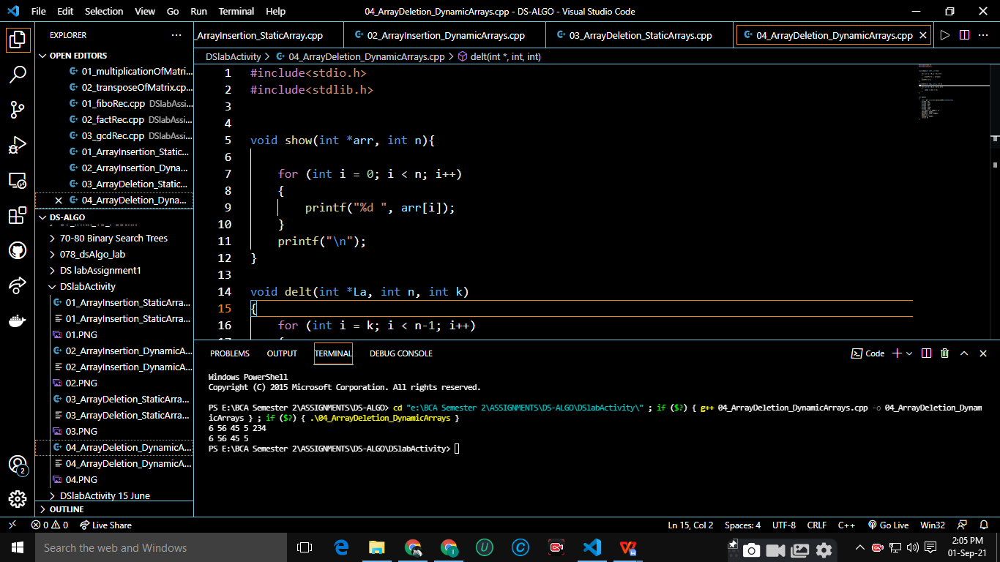 File Edit Selection View Go Run Terminal Help 04_ArrayDeletion_DynamicArrays.cpp - DS-ALGO - Visual Studio Code
EXPLORER
_ArrayInsertion_StaticArray.cpp 02_ArrayInsertion_DynamicArrays.cpp 03_ArrayDeletion_StaticArrays.cpp 04_ArrayDeletion_DynamicArrays.cpp
OPEN EDITORS
01_multiplicationOfMatri...
02_transposeOfMatrix.cp...
01_fiboRec.cpp DSlabAssi...
02_factRec.cpp DSlabAssi...
03_gcdRec.cpp DSlabAssi...
01_ArrayInsertion_Static...
02_ArrayInsertion_Dyna...
03_ArrayDeletion_Static...
04_ArrayDeletion_Dyna...
DS-ALGO
70-80 Binary Search Trees
078_dsAlgo_lab
DS labAssignment1
DSlabActivity
01_ArrayInsertion_StaticArra...
01_ArrayInsertion_StaticArra...
01.PNG
02_ArrayInsertion_DynamicA...
02_ArrayInsertion_DynamicA...
02.PNG
03_ArrayDeletion_StaticArra...
03_ArrayDeletion_StaticArra...
03.PNG
04_ArrayDeletion_DynamicA...
04_ArrayDeletion_DynamicA...
04.PNG
DSlabActivity 15 June
OUTLINE
DSlabActivity > 04_ArrayDeletion_DynamicArrays.cpp > delt(int *, int, int)
1 #include<stdio.h>
2 #include<stdlib.h>
3
4
5 void show(int *arr, int n){
6
7 for (int i = 0; i < n; i++)
8 {
9 printf("%d ", arr[i]);
10 }
11 printf("\n");
12 }
13
14 void delt(int *La, int n, int k)
15 {
16 for (int i = k; i < n-1; i++)
PROBLEMS OUTPUT TERMINAL DEBUG CONSOLE Code
Windows PowerShell
Copyright (C) 2015 Microsoft Corporation. All rights reserved.
PS E:\BCA Semester 2\ASSIGNMENTS\DS-ALGO> cd "e:\BCA Semester 2\ASSIGNMENTS\DS-ALGO\DSlabActivity\" ; if ($?) { g++ 04_ArrayDeletion_DynamicArrays.cpp -o 04_ArrayDeletion_Dynam
icArrays } ; if ($?) { .\04_ArrayDeletion_DynamicArrays }
6 56 45 5 234
6 56 45 5
PS E:\BCA Semester 2\ASSIGNMENTS\DS-ALGO\DSlabActivity>
2
0 0 Live Share Ln 15, Col 2 Spaces: 4 UTF-8 CRLF C++ Go Live Win32
Search the web and Windows
2:05 PM
01-Sep-21